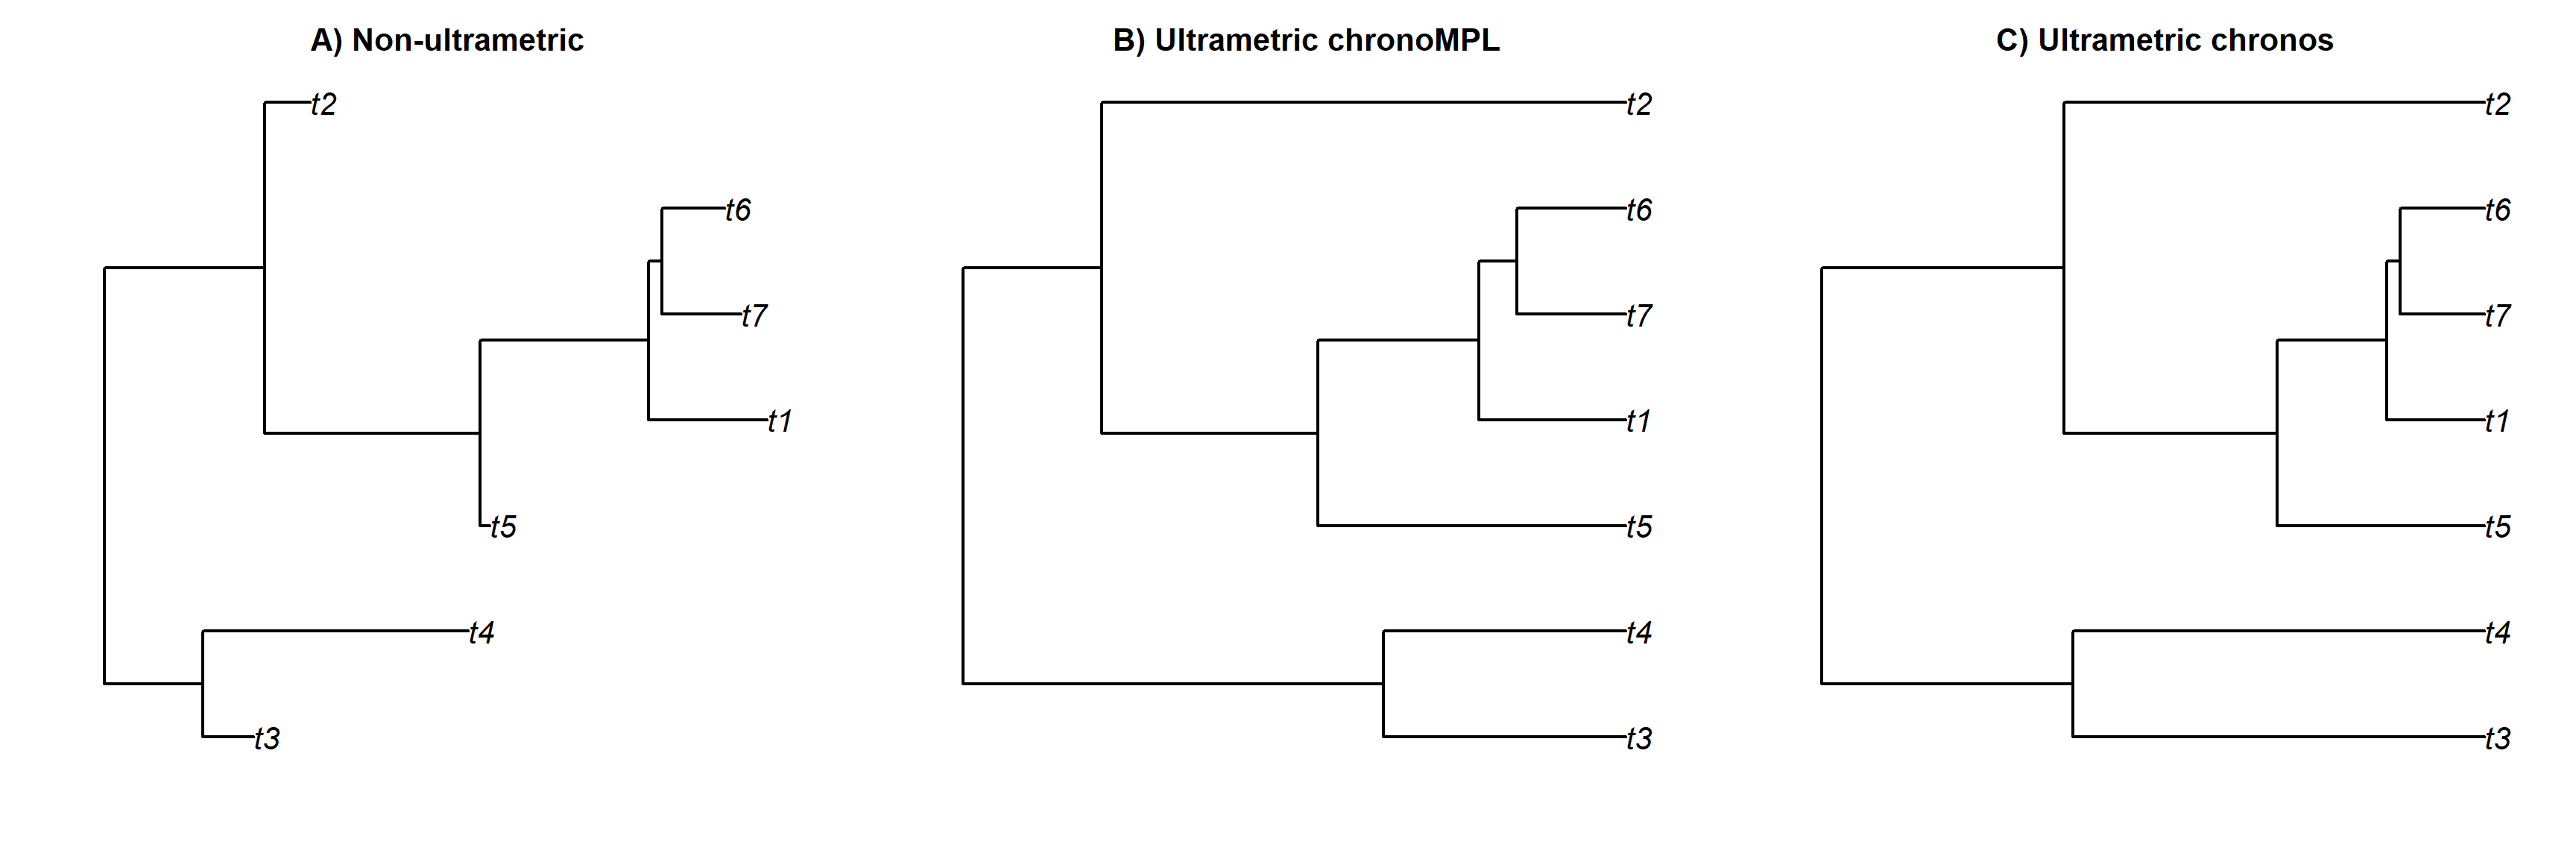 A) Non-ultrametric
t2
t6
t7
t1
t5
t4
t3
B) Ultrametric chronoMPL
t2
t6
t7
t1
t5
t4
t3
C) Ultrametric chronos
t2
t6
t7
t1
t5
t4
t3